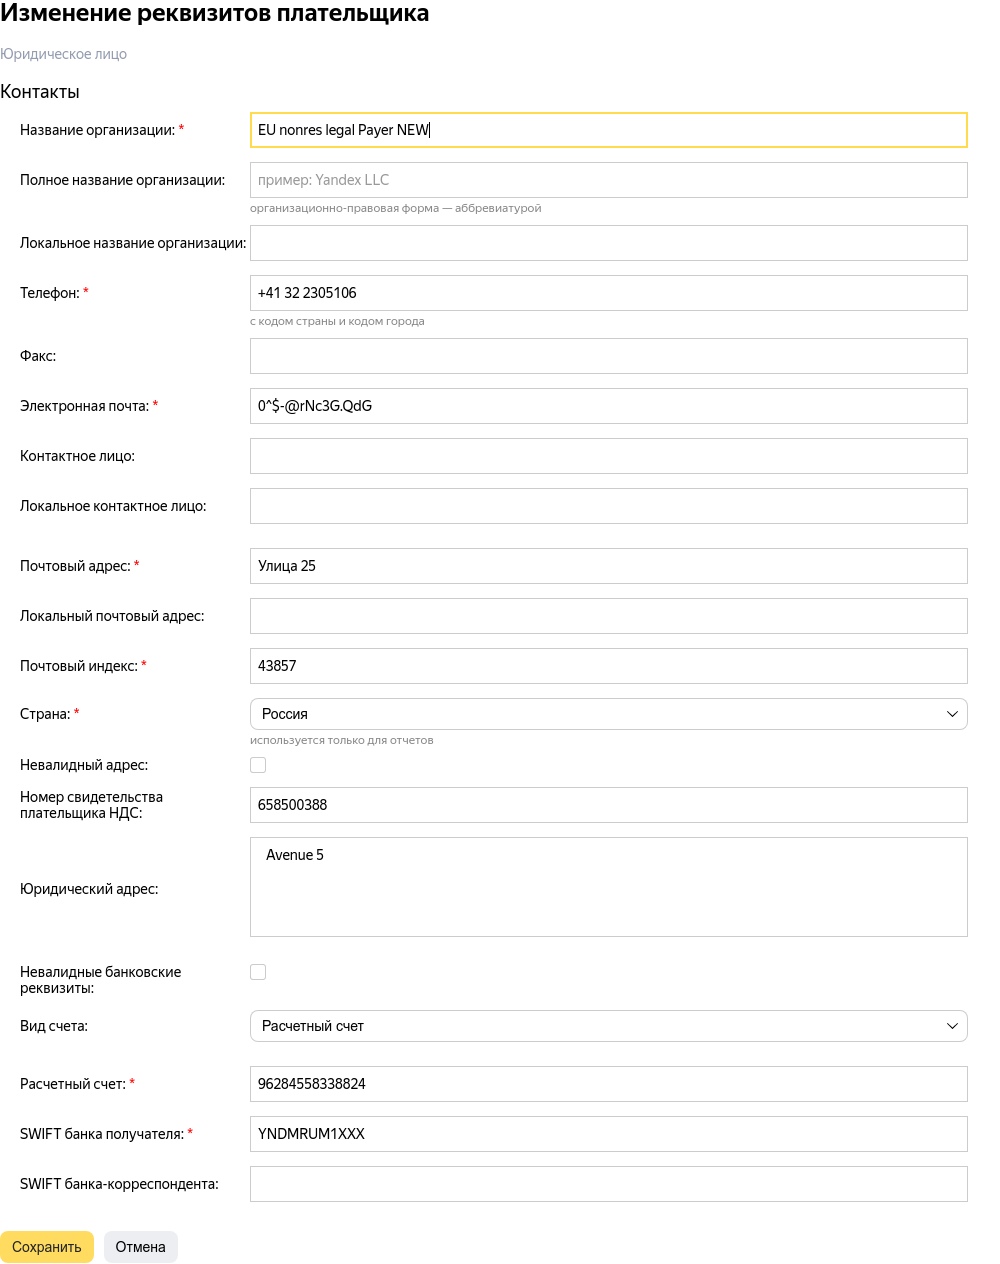 Изменение реквизитов плательщика
Юридическое лицо
Контакты
Название организации: * EU nonres legal Payer NEW
Полное название организации: пример: Yandex LLC
организационно-правовая форма — аббревиатурой
Локальное название организации:
Телефон: * +41 32 2305106
с кодом страны и кодом города
Факс:
Электронная почта: * 0^$-@rNc3G.QdG
Контактное лицо:
Локальное контактное лицо:
Почтовый адрес: * Улица 25
Локальный почтовый адрес:
Почтовый индекс: * 43857
Страна: * Россия
используется только для отчетов
Невалидный адрес:
Номер свидетельства
плательщика НДС: 658500388
Юридический адрес: Avenue 5
Невалидные банковские
реквизиты:
Вид счета: Расчетный счет
Расчетный счет: * 96284558338824
SWIFT банка получателя: * YNDMRUM1XXX
SWIFT банка-корреспондента:
Сохранить Отмена